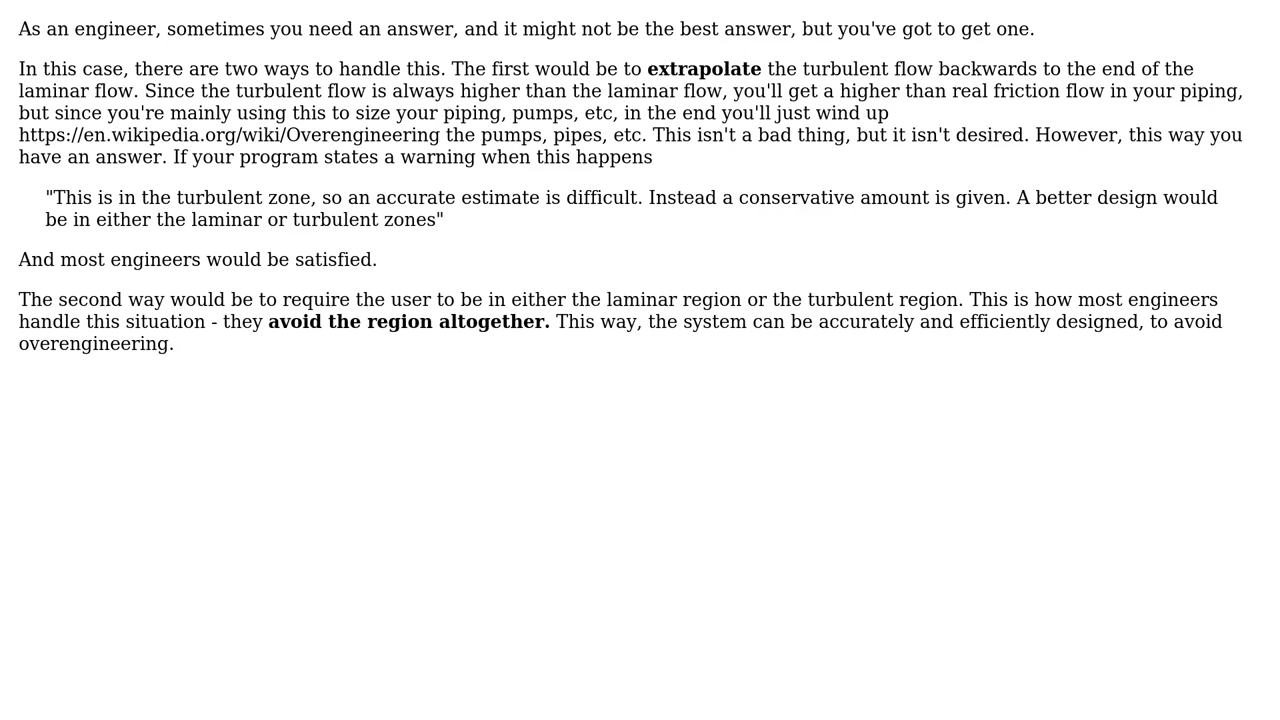 As an engineer, sometimes you need an answer, and it might not be the best answer, but you've got to get one.
In this case, there are two ways to handle this. The first would be to extrapolate the turbulent flow backwards to the end of the
laminar flow. Since the turbulent flow is always higher than the laminar flow, you'll get a higher than real friction flow in your piping,
but since you're mainly using this to size your piping, pumps, etc, in the end you'll just wind up
https://en.wikipedia.org/wiki/Overengineering the pumps, pipes, etc. This isn't a bad thing, but it isn't desired. However, this way you
have an answer. If your program states a warning when this happens
"This is in the turbulent zone, so an accurate estimate is difficult. Instead a conservative amount is given. A better design would
be in either the laminar or turbulent zones"
And most engineers would be satisfied.
The second way would be to require the user to be in either the laminar region or the turbulent region. This is how most engineers
handle this situation - they avoid the region altogether. This way, the system can be accurately and efficiently designed, to avoid
overengineering.